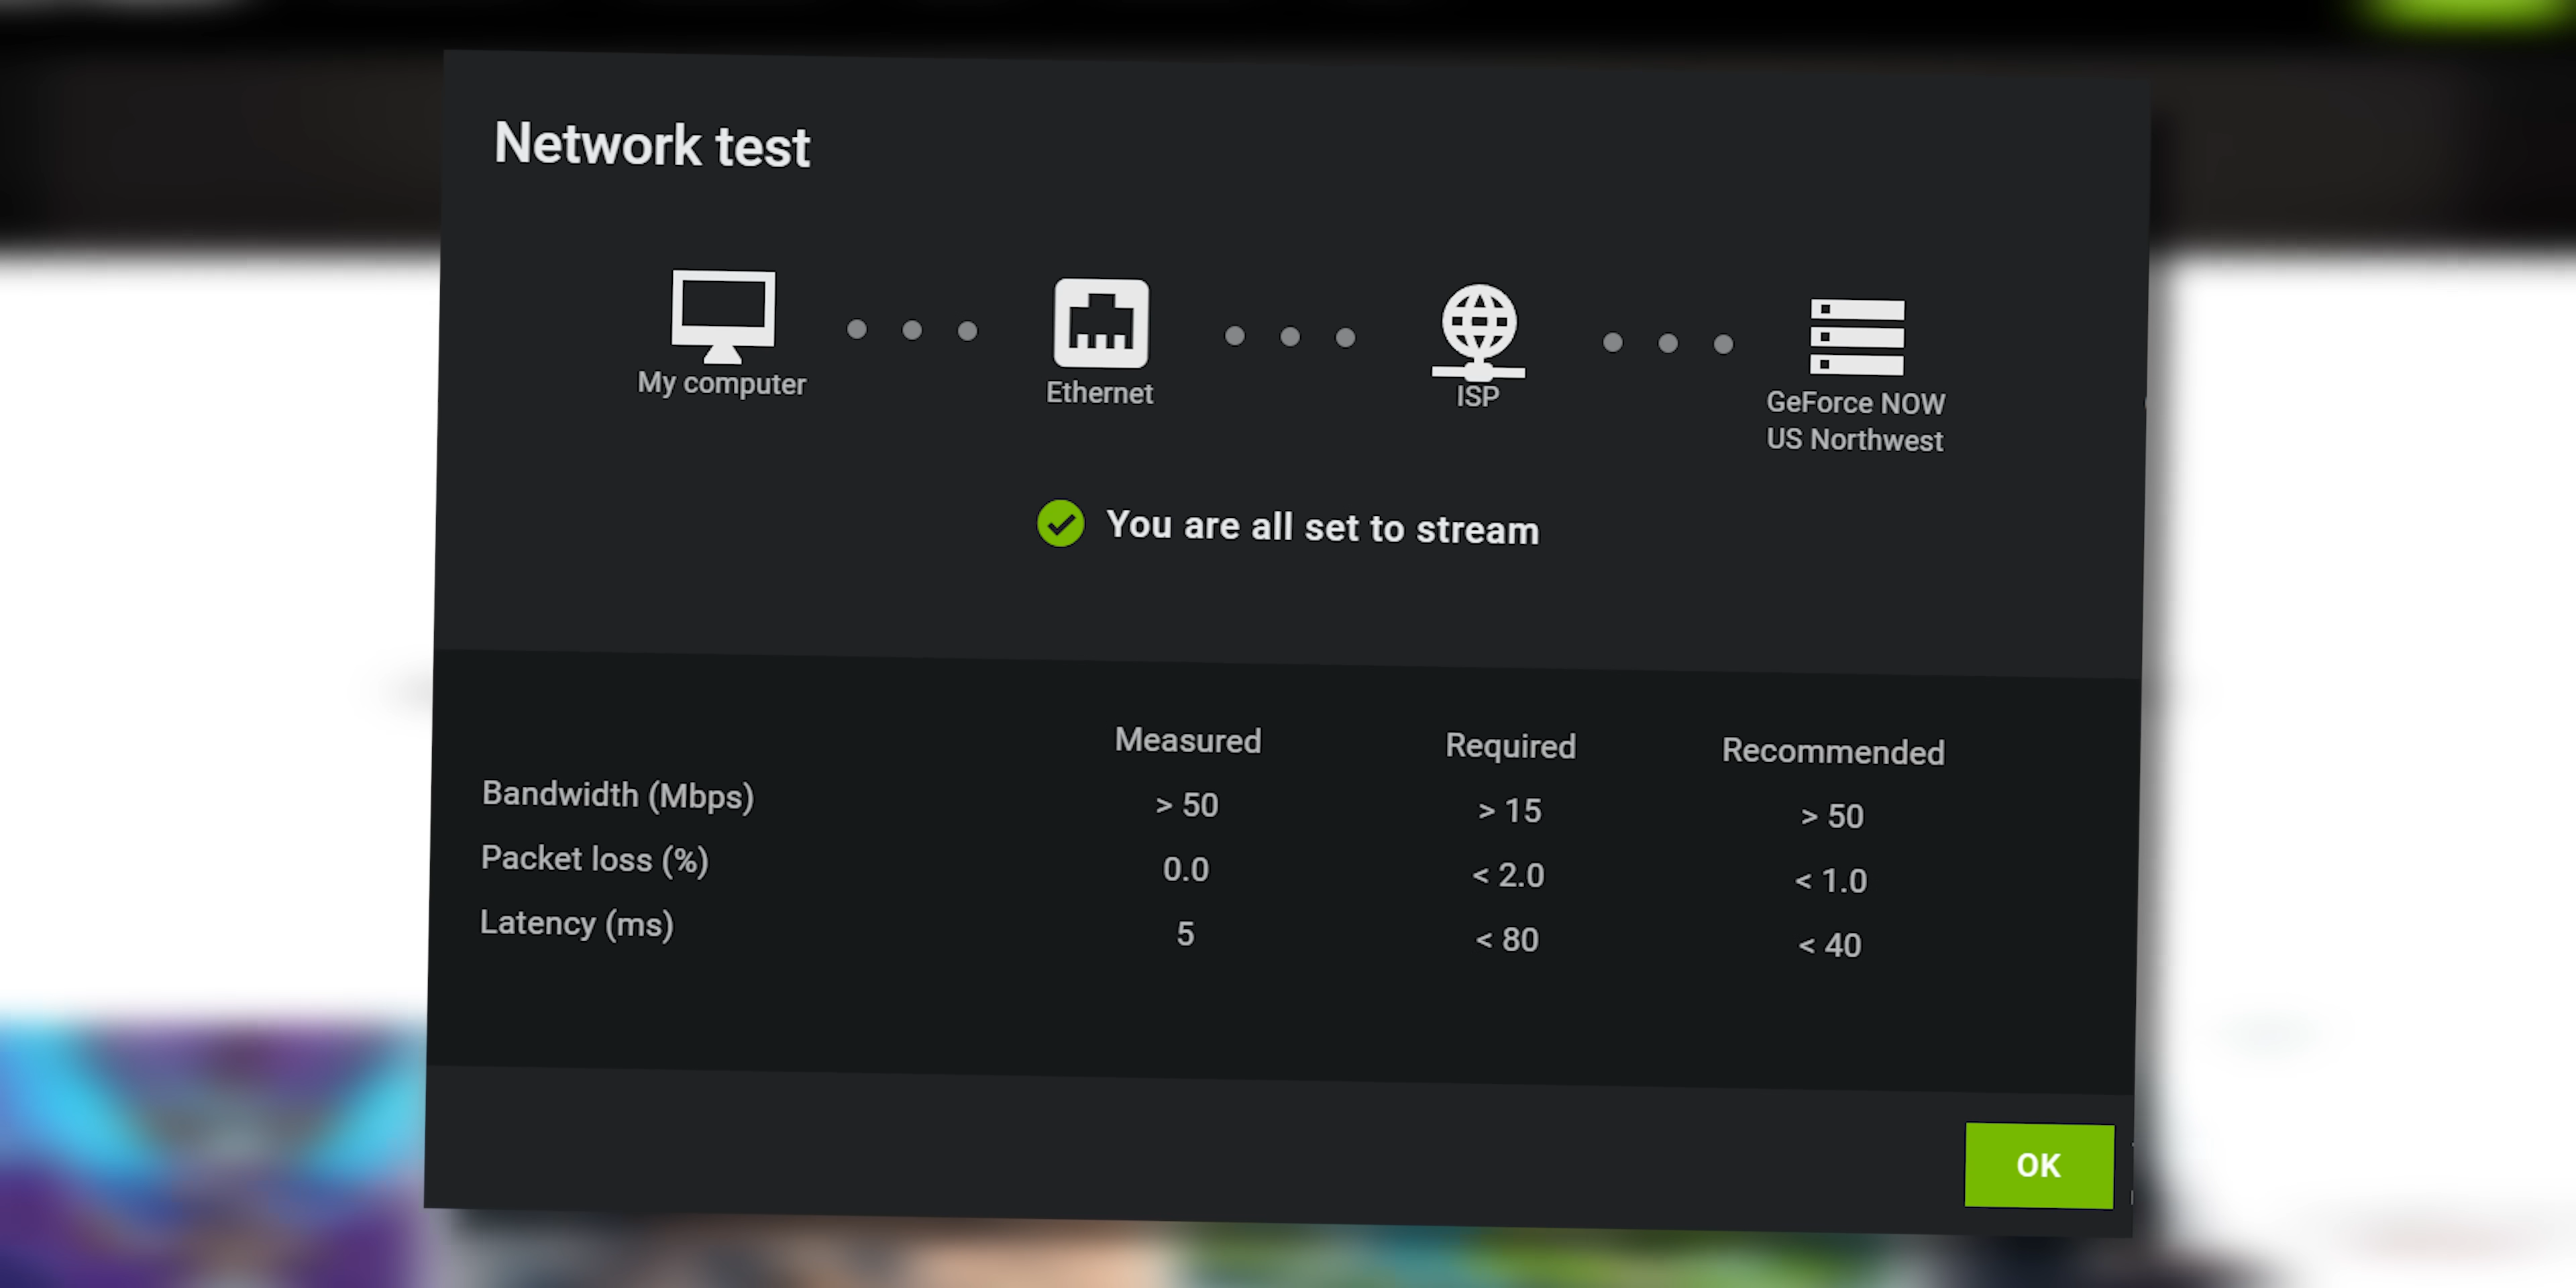 Network test
My computer
Ethernet
ISP
GeForce NOW
US Northwest
You are all set to stream
Measured Required Recommended
Bandwidth (Mbps) > 50 > 15 > 50
Packet loss (%) 0.0 < 2.0 < 1.0
Latency (ms) 5 < 80 < 40
OK